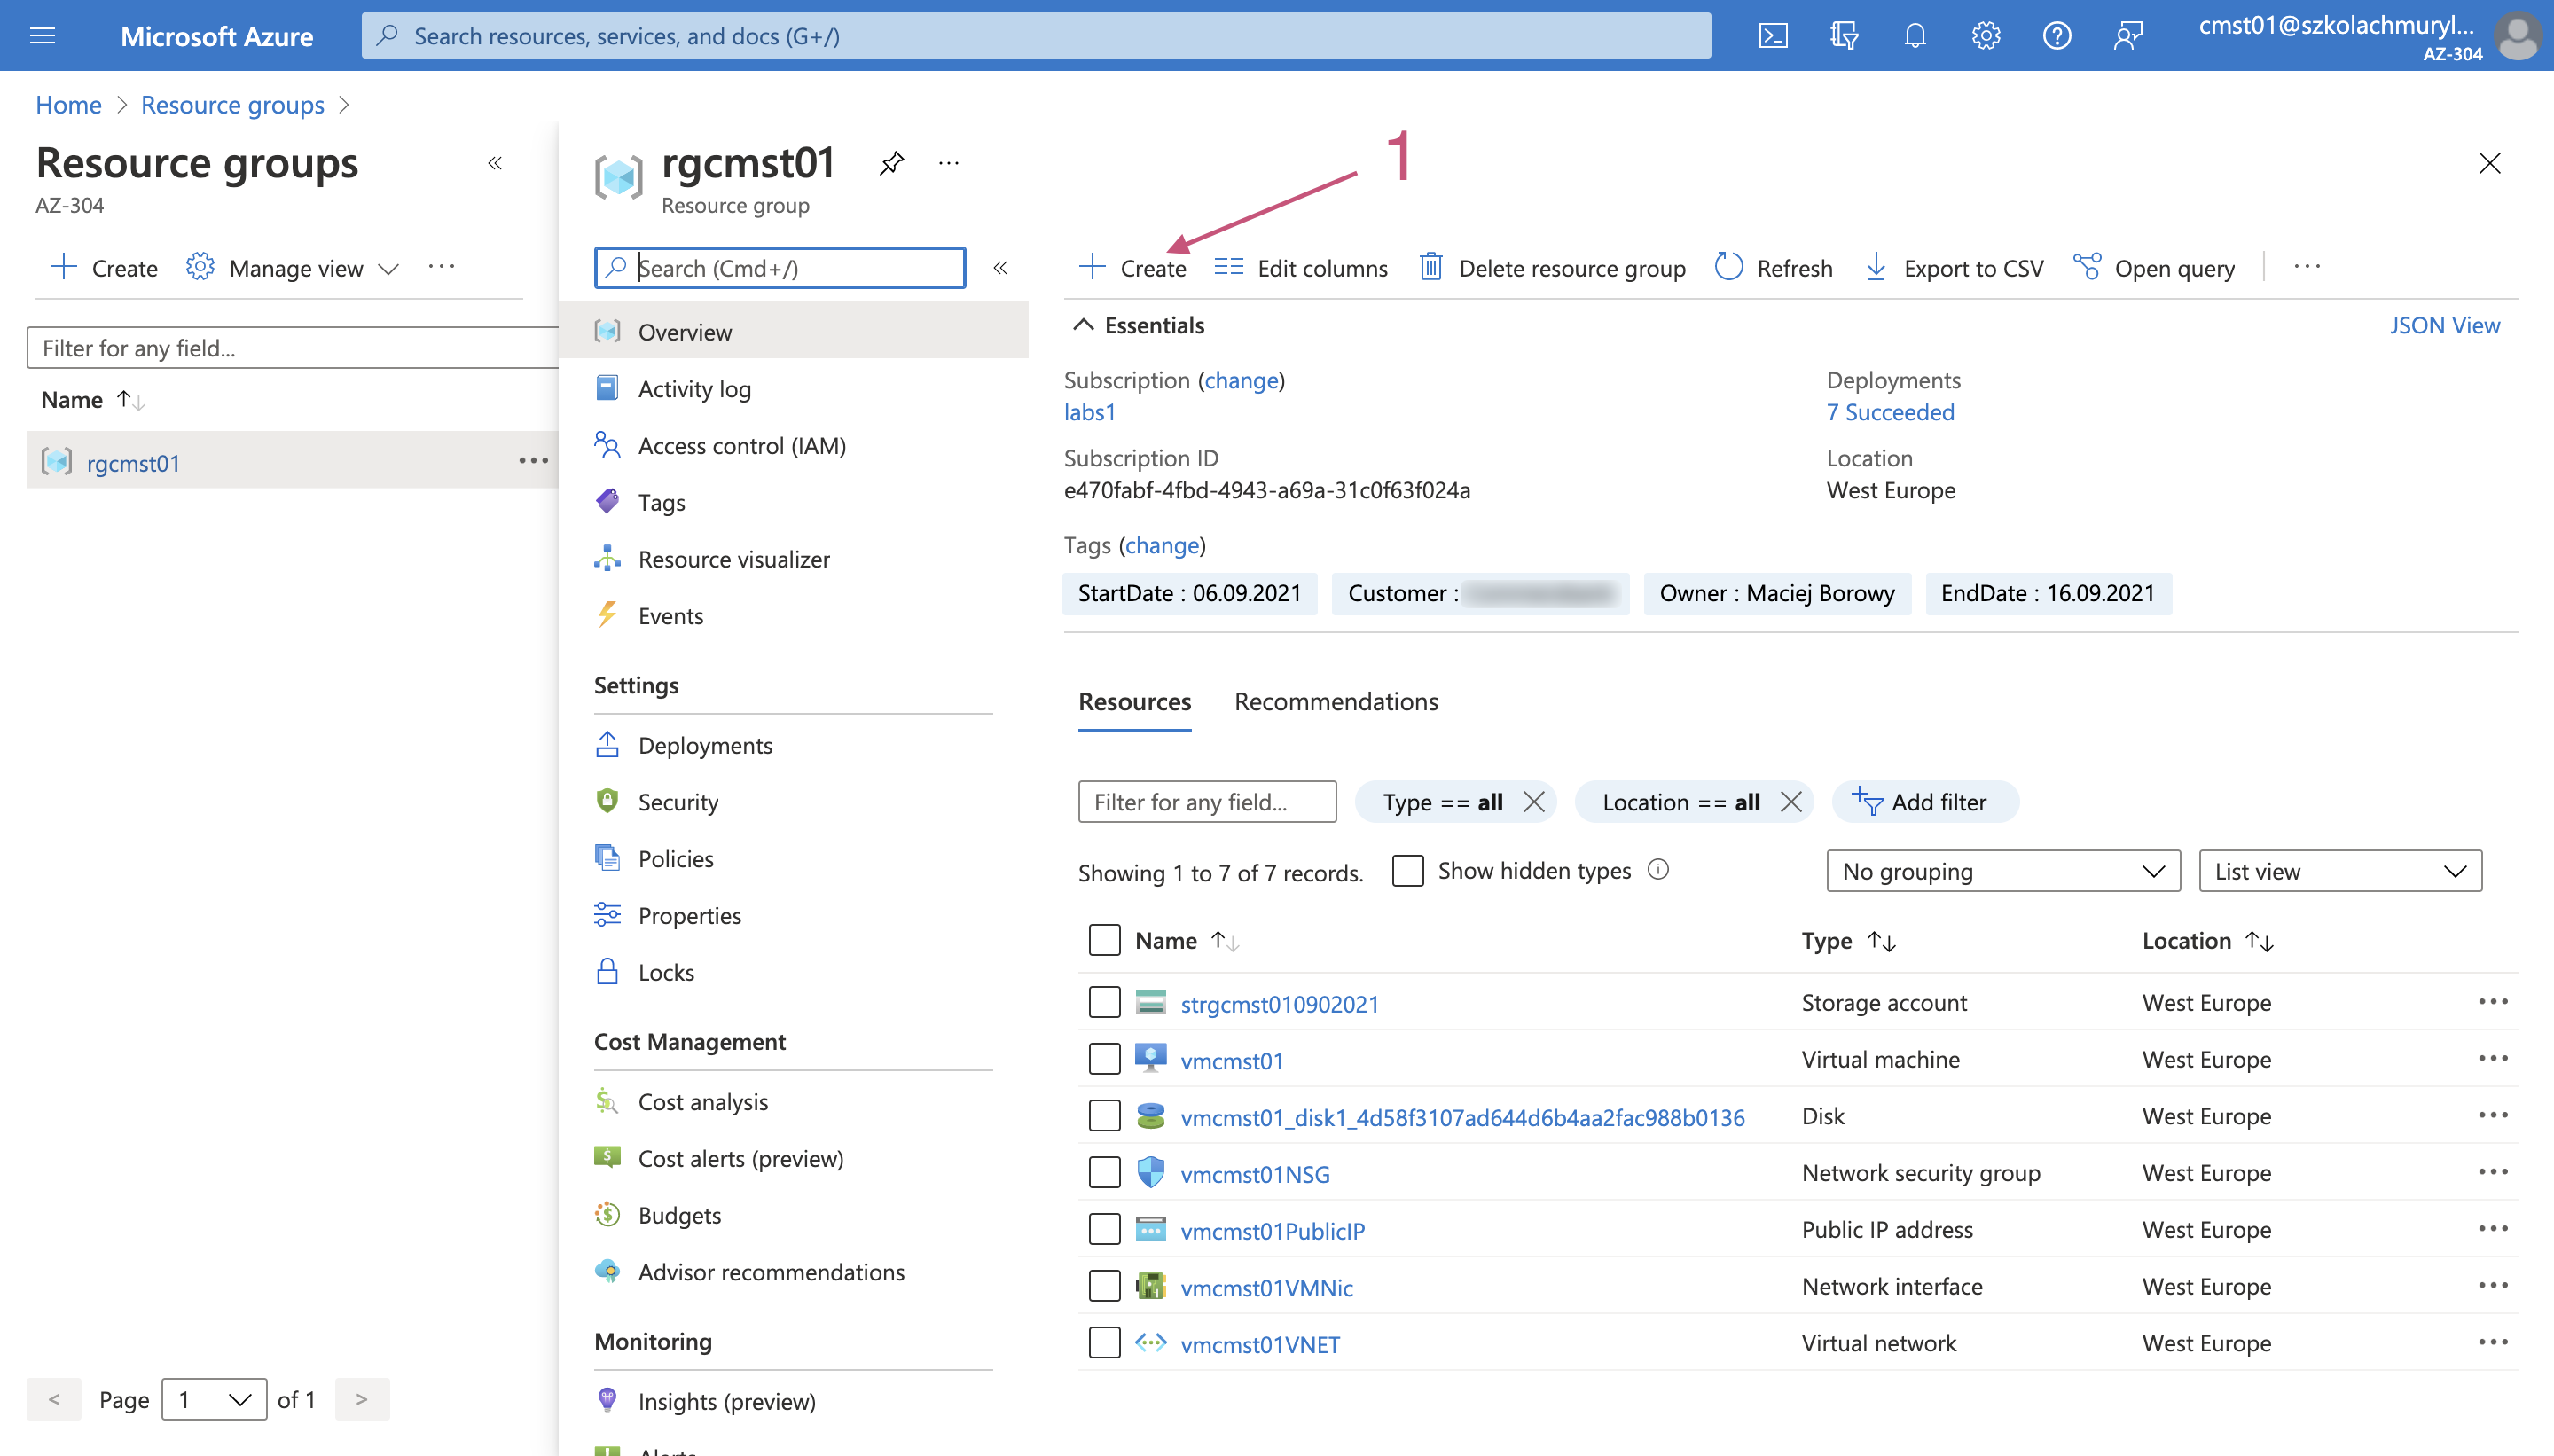 Microsoft Azure
Search resources, services, and docs (G+/)
cmst01@szkolachmuryl...
AZ-304
Home > Resource groups >
Resource groups
AZ-304
Create Manage view ...
Filter for any field...
Name
rgcmst01 ...
Page 1 of 1
rgcmst01 ...
Resource group
1
Search (Cmd+/)
Overview
Activity log
Access control (IAM)
Tags
Resource visualizer
Events
Settings
Deployments
Security
Policies
Properties
Locks
Cost Management
Cost analysis
Cost alerts (preview)
Budgets
Advisor recommendations
Monitoring
Insights (preview)
Alerts
Create Edit columns Delete resource group Refresh Export to CSV Open query ...
Essentials
JSON View
Subscription (change)
labs1
Subscription ID
e470fabf-4fbd-4943-a69a-31c0f63f024a
Deployments
7 Succeeded
Location
West Europe
Tags (change)
StartDate : 06.09.2021 Customer : Owner : Maciej Borowy EndDate : 16.09.2021
Resources Recommendations
Filter for any field... Type == all Location == all Add filter
Showing 1 to 7 of 7 records. Show hidden types No grouping List view
Name Type Location
strgcmst010902021 Storage account West Europe ...
vmcmst01 Virtual machine West Europe ...
vmcmst01_disk1_4d58f3107ad644d6b4aa2fac988b0136 Disk West Europe ...
vmcmst01NSG Network security group West Europe ...
vmcmst01PublicIP Public IP address West Europe ...
vmcmst01VMNic Network interface West Europe ...
vmcmst01VNET Virtual network West Europe ...